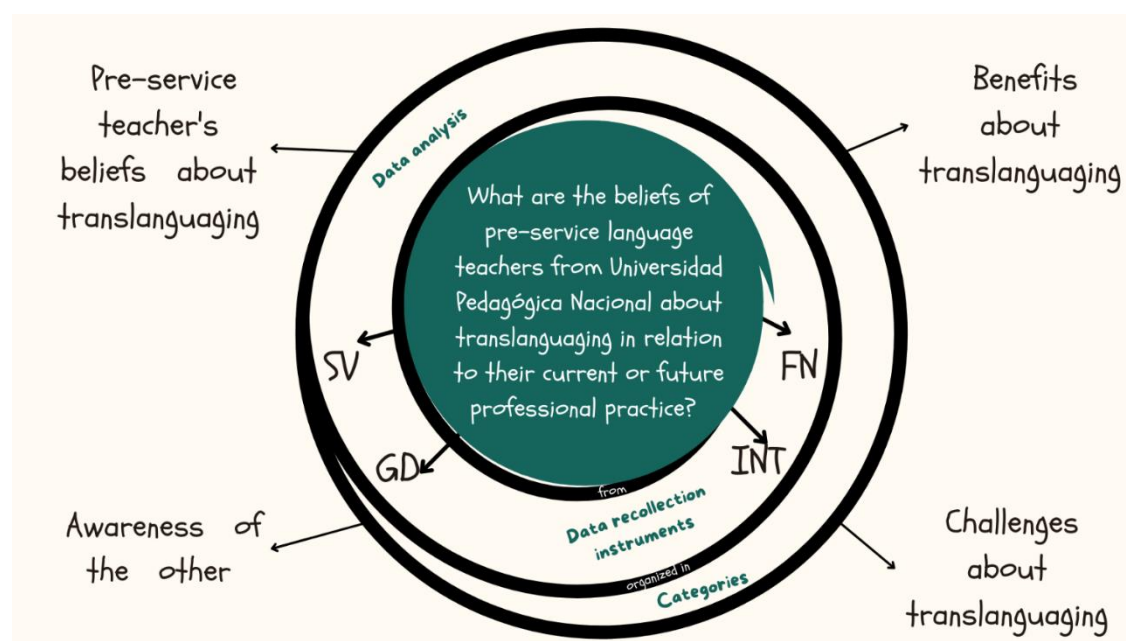 Pre-service
teacher's
beliefs about
translanguaging
Benefits
about
translanguaging
Data analysis
What are the beliefs of
pre-service language
teachers from Universidad
Pedagógica Nacional about
translanguaging in relation
to their current or future
professional practice?
SV
FN
GD
INT
from
Data recollection
instruments
organized in
Categories
Awareness of
the other
Challenges
about
translanguaging